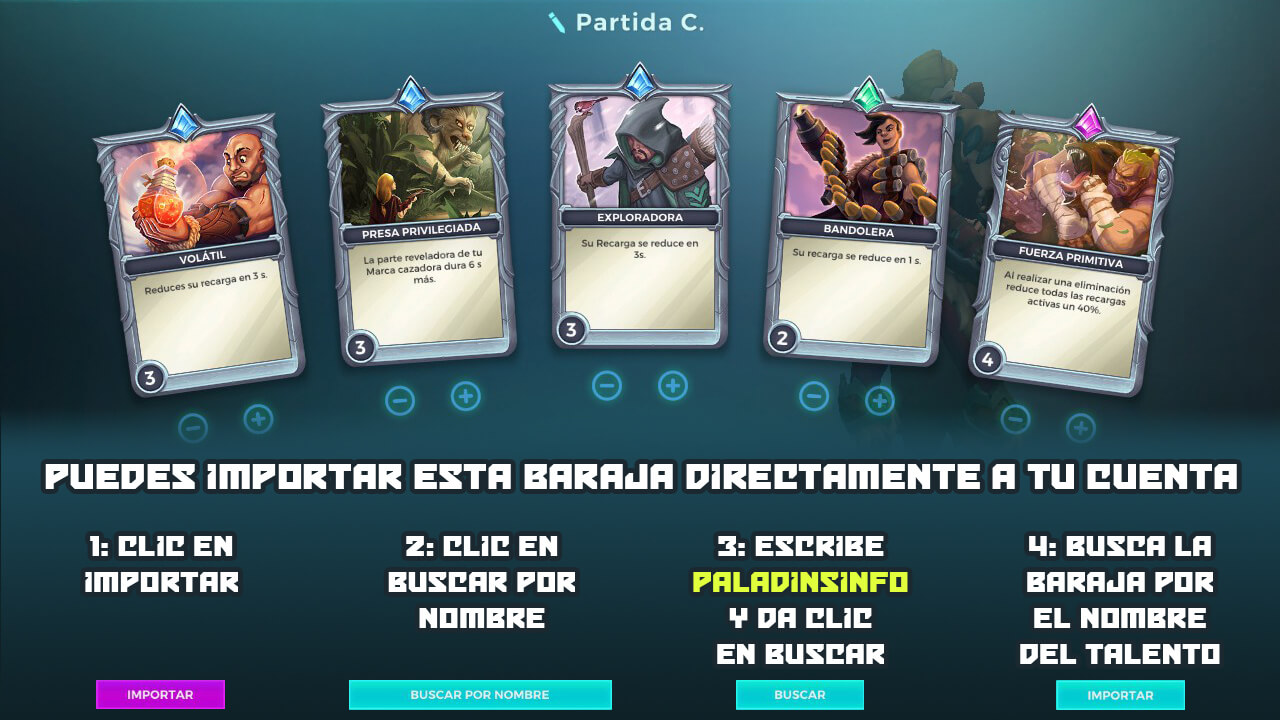 Partida C.
VOLÁTIL
Reduces su recarga en 3 s.
3
PRESA PRIVILEGIADA
La parte reveladora de tu
Marca cazadora dura 6 s
más.
3
EXPLORADORA
Su Recarga se reduce en
3s.
3
BANDOLERA
Su recarga se reduce en 1 s.
2
FUERZA PRIMITIVA
Al realizar una eliminación
reduce todas las recargas
activas un 40%.
4
PUEDES IMPORTAR ESTA BARAJA DIRECTAMENTE A TU CUENTA
1: CLIC EN
IMPORTAR
IMPORTAR
2: CLIC EN
BUSCAR POR
NOMBRE
BUSCAR POR NOMBRE
3: ESCRIBE
PALADINSINFO
Y DA CLIC
EN BUSCAR
BUSCAR
4: BUSCA LA
BARAJA POR
EL NOMBRE
DEL TALENTO
IMPORTAR